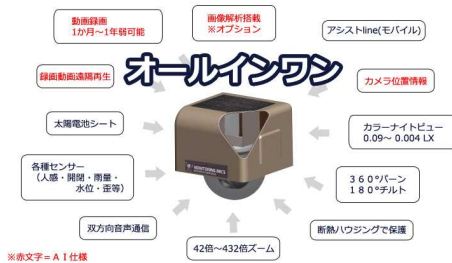 動画録画
1か月~1年弱可能
画像解析搭載
※オプション
アシストline(モバイル)
オールインワン
録画動画遠隔再生
カメラ位置情報
太陽電池シート
カラーナイトビュー
0.09~ 0.004 LX
各種センサー
(人感・開閉・雨量・
水位・歪等)
360°パーン
180°チルト
双方向音声通信
42倍~432倍ズーム
断熱ハウジングで保護
※赤文字=AI仕様